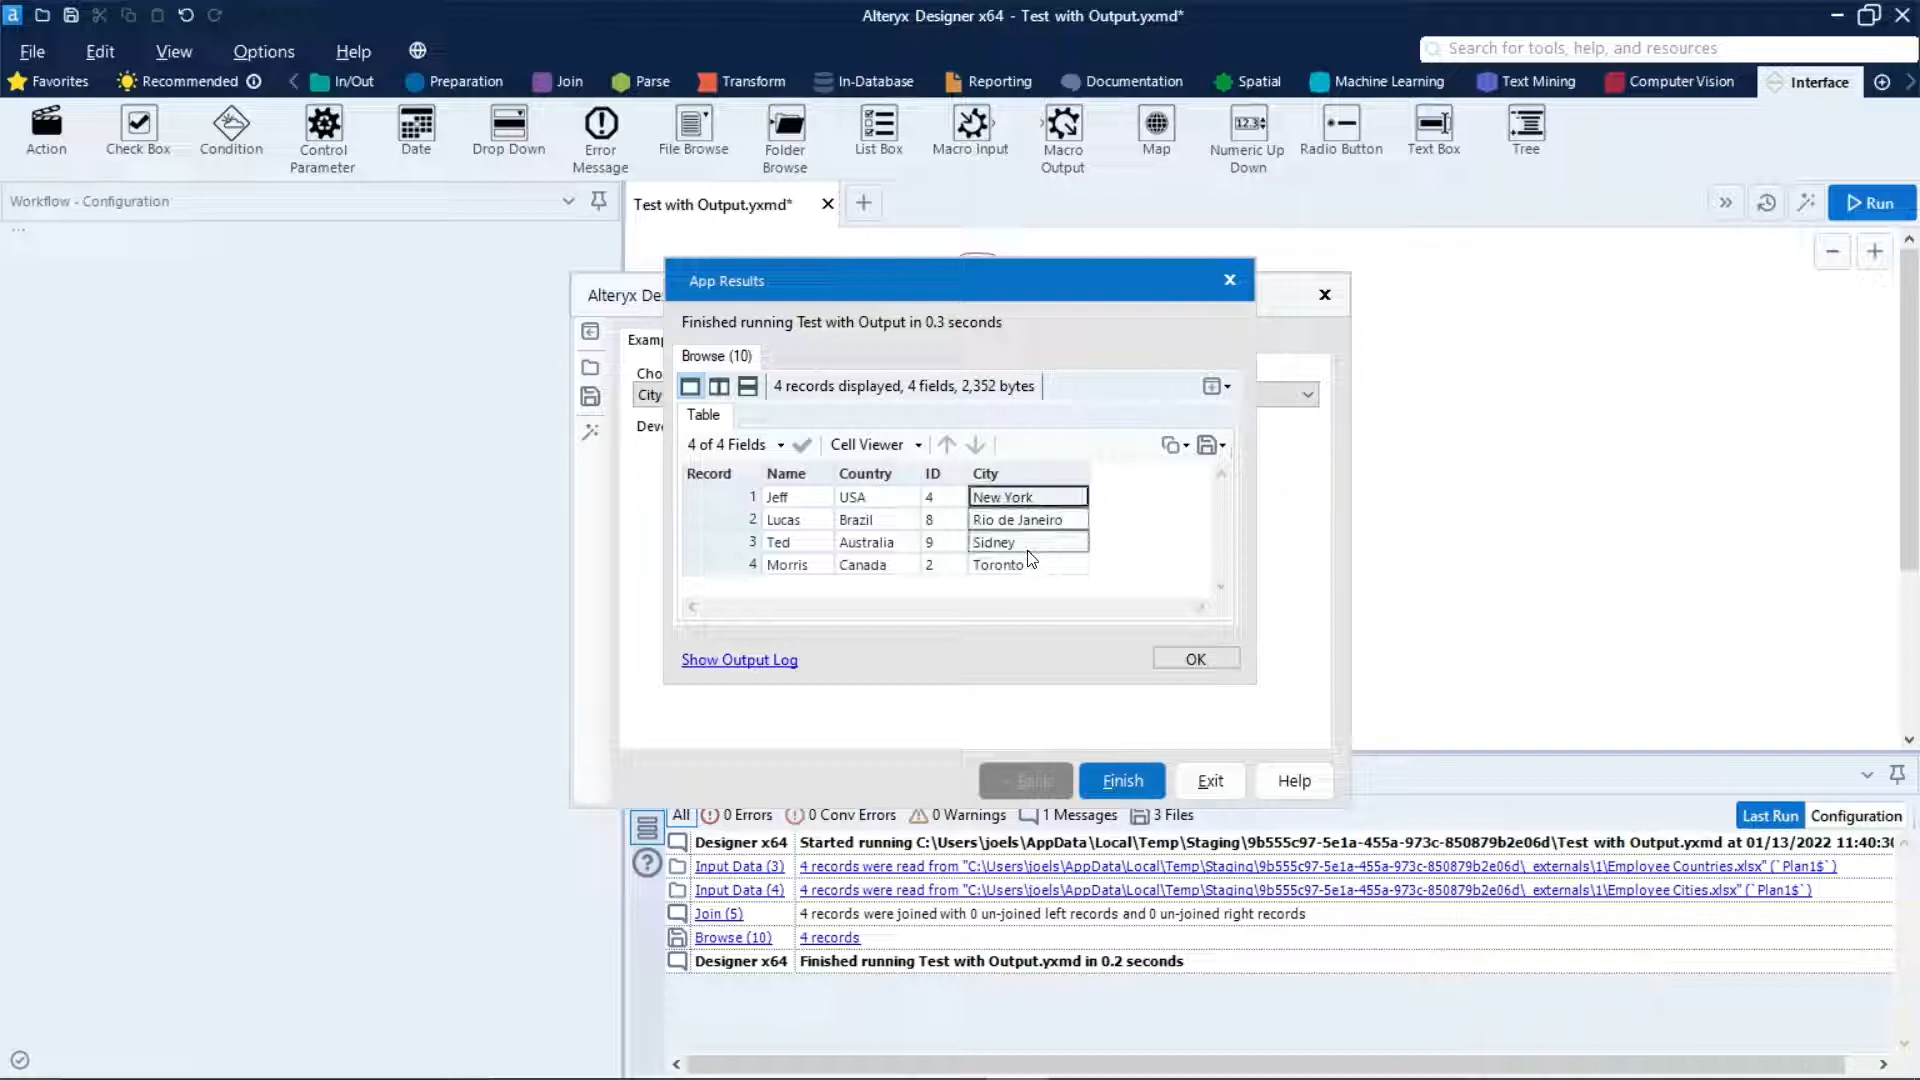 Alteryx Designer x64 - Test with Output.yxmd*
File Edit View Options Help
Search for tools, help, and resources
Favorites Recommended In/Out Preparation Join Parse Transform In-Database Reporting Documentation Spatial Machine Learning Text Mining Computer Vision Interface
Action Check Box Condition Control Parameter Date Drop Down Error Message File Browse Folder Browse List Box Macro Input Macro Output Map Numeric Up Down Radio Button Text Box Tree
Workflow - Configuration
Test with Output.yxmd*
Run
App Results
Alteryx De
Finished running Test with Output in 0.3 seconds
Examp
Browse (10)
Cho
4 records displayed, 4 fields, 2,352 bytes
City
Table
Deve
4 of 4 Fields Cell Viewer
Record Name Country ID City
1 Jeff USA 4 New York
2 Lucas Brazil 8 Rio de Janeiro
3 Ted Australia 9 Sidney
4 Morris Canada 2 Toronto
Show Output Log
OK
Back Finish Exit Help
All 0 Errors 0 Conv Errors 0 Warnings 1 Messages 3 Files
Last Run Configuration
Designer x64 Started running C:\Users\joels\AppData\Local\Temp\Staging\9b555c97-5e1a-455a-973c-850879b2e06d\Test with Output.yxmd at 01/13/2022 11:40:30
Input Data (3) 4 records were read from "C:\Users\joels\AppData\Local\Temp\Staging\9b555c97-5e1a-455a-973c-850879b2e06d\_externals\1\Employee Countries.xlsx" (`Plan1$`)
Input Data (4) 4 records were read from "C:\Users\joels\AppData\Local\Temp\Staging\9b555c97-5e1a-455a-973c-850879b2e06d\_externals\1\Employee Cities.xlsx" (`Plan1$`)
Join (5) 4 records were joined with 0 un-joined left records and 0 un-joined right records
Browse (10) 4 records
Designer x64 Finished running Test with Output.yxmd in 0.2 seconds